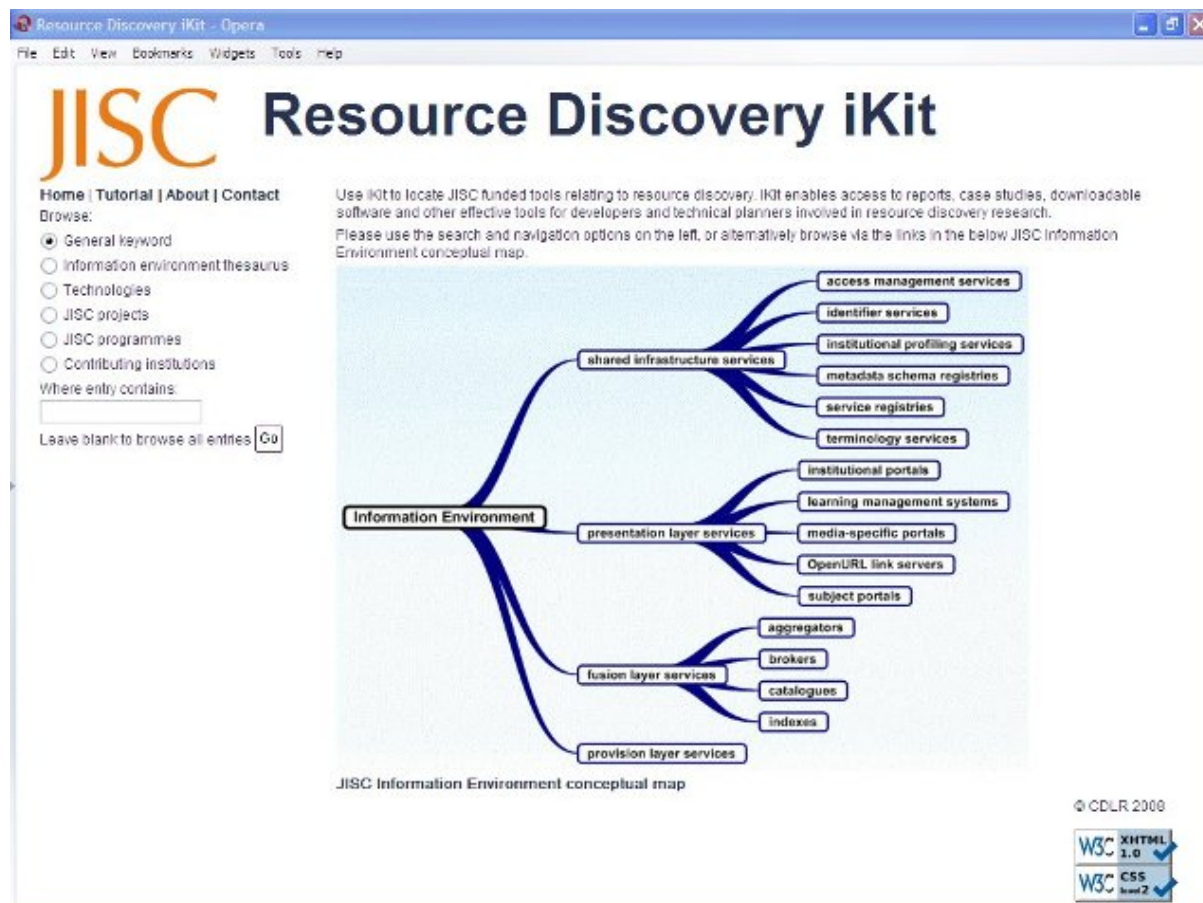 Resource Discovery iKit - Opera
File Edit View Bookmarks Widgets Tools Help
JISC Resource Discovery iKit
Home | Tutorial | About | Contact
Browse:
General keyword
Information environment thesaurus
Technologies
JISC projects
JISC programmes
Contributing institutions
Where entry contains:
Leave blank to browse all entries Go
Use iKit to locate JISC funded tools relating to resource discovery. iKit enables access to reports, case studies, downloadable
software and other effective tools for developers and technical planners involved in resource discovery research.
Please use the search and navigation options on the left, or alternatively browse via the links in the below JISC Information
Environment conceptual map.
Information Environment
shared infrastructure services
access management services
identifier services
institutional profiling services
metadata schema registries
service registries
terminology services
presentation layer services
institutional portals
learning management systems
media-specific portals
OpenURL link servers
subject portals
fusion layer services
aggregators
brokers
catalogues
indexes
provision layer services
JISC Information Environment conceptual map
© CDLR 2008
W3C XHTML 1.0
W3C CSS level 2